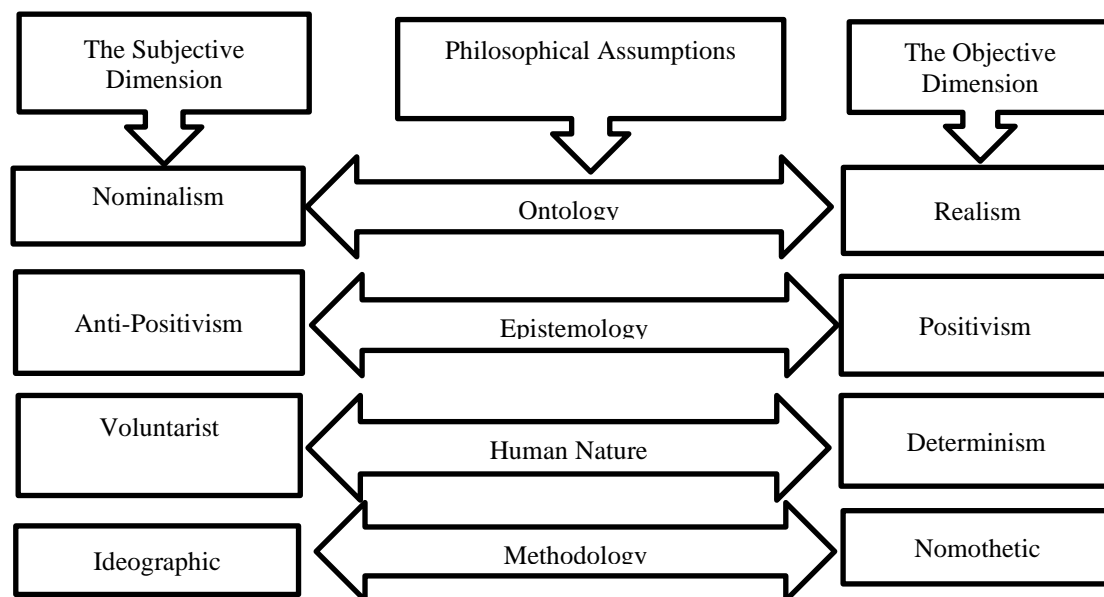 The Subjective
Dimension
Philosophical Assumptions
The Objective
Dimension
Nominalism
Ontology
Realism
Anti-Positivism
Epistemology
Positivism
Voluntarist
Human Nature
Determinism
Ideographic
Methodology
Nomothetic